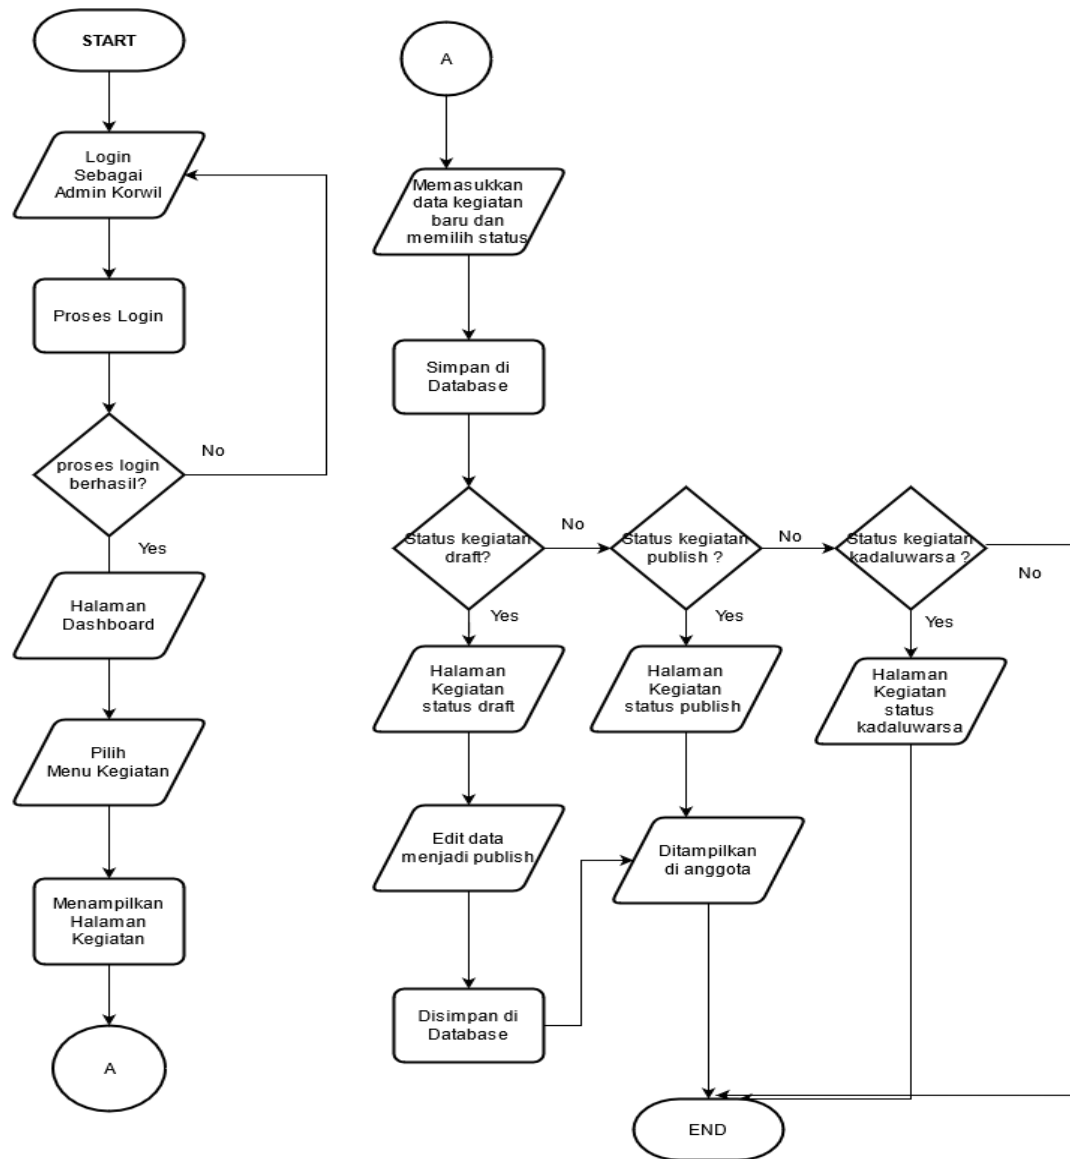 START
Login
Sebagai
Admin Korwil
Proses Login
proses login
berhasil?
No
Yes
Halaman
Dashboard
Pilih
Menu Kegiatan
Menampilkan
Halaman
Kegiatan
A
A
Memasukkan
data kegiatan
baru dan
memilih status
Simpan di
Database
Status kegiatan
draft?
No
Yes
Status kegiatan
publish ?
No
Yes
Status kegiatan
kadaluwarsa ?
No
Yes
Halaman
Kegiatan
status draft
Halaman
Kegiatan
status publish
Halaman
Kegiatan
status
kadaluwarsa
Edit data
menjadi publish
Ditampilkan
di anggota
Disimpan di
Database
END